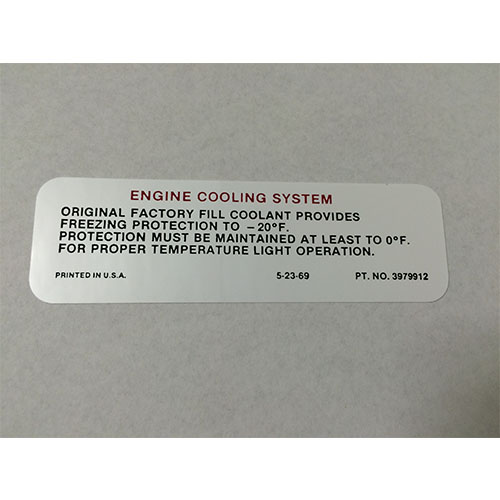 ENGINE COOLING SYSTEM
ORIGINAL FACTORY FILL COOLANT PROVIDES
FREEZING PROTECTION TO –20°F.
PROTECTION MUST BE MAINTAINED AT LEAST TO 0°F.
FOR PROPER TEMPERATURE LIGHT OPERATION.
PRINTED IN U.S.A. 5-23-69 PT. NO. 3979912